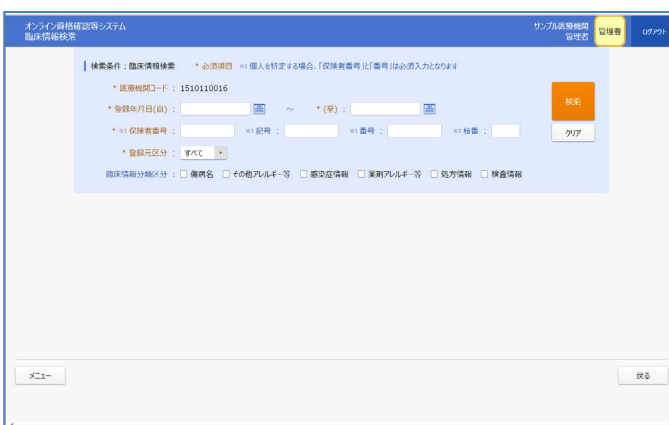 オンライン資格確認等システム
臨床情報検索
サンプル医療機関
管理者
管理者
ログアウト
検索条件:臨床情報検索 * 必須項目 ※1 個人を特定する場合、「保険者番号」と「番号」は必須入力となります
* 医療機関コード : 1510110016
* 登録年月日(自) : ～ * (至) :
検索
* ※1 保険者番号 : ※1 記号 : ※1 番号 : ※1 枝番 :
クリア
* 登録元区分 : すべて
臨床情報分類区分 : 傷病名 その他アレルギー等 感染症情報 薬剤アレルギー等 処方情報 検査情報
メニュー
戻る